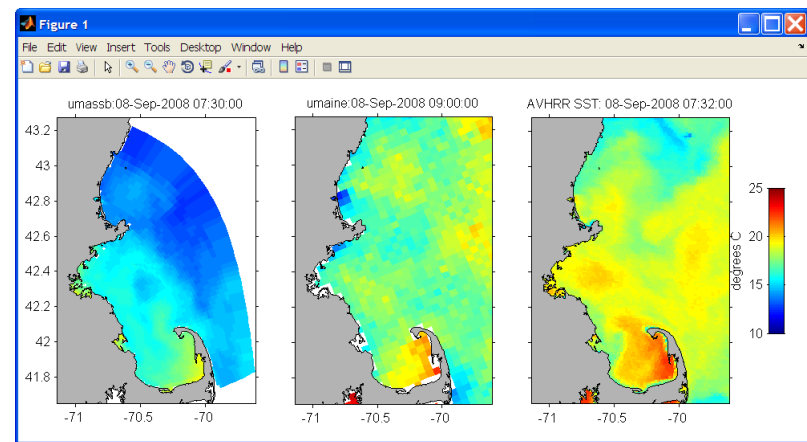 Figure 1
File Edit View Insert Tools Desktop Window Help
umassb:08-Sep-2008 07:30:00 umaine:08-Sep-2008 09:00:00 AVHRR SST: 08-Sep-2008 07:32:00
43.2
43
42.8
42.6
42.4
42.2
42
41.8
-71 -70.5 -70 -71 -70.5 -70 -71 -70.5 -70
25
20
15
10
degrees C